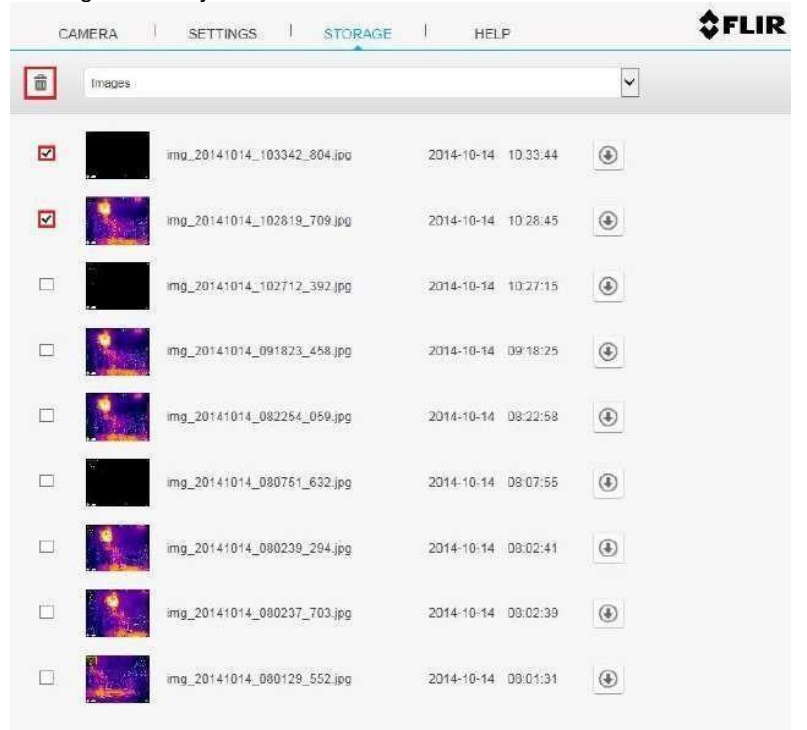 CAMERA | SETTINGS | STORAGE | HELP FLIR
Images
img_20141014_103342_804.jpg 2014-10-14 10:33:44
img_20141014_102819_709.jpg 2014-10-14 10:28:45
img_20141014_102712_392.jpg 2014-10-14 10:27:15
img_20141014_091823_458.jpg 2014-10-14 09:18:25
img_20141014_082254_059.jpg 2014-10-14 08:22:58
img_20141014_080751_632.jpg 2014-10-14 08:07:55
img_20141014_080239_294.jpg 2014-10-14 08:02:41
img_20141014_080237_703.jpg 2014-10-14 08:02:39
img_20141014_080129_552.jpg 2014-10-14 08:01:31